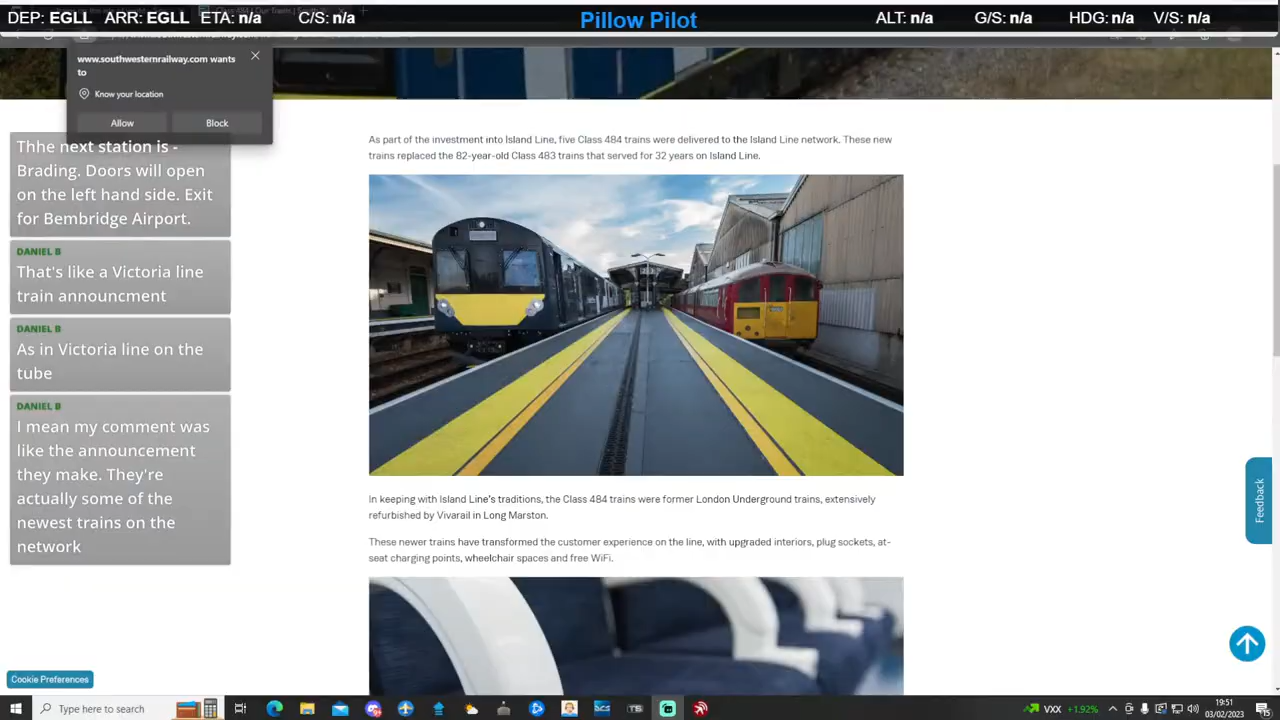 DEP: EGLL ARR: EGLL ETA: n/a C/S: n/a
Pillow Pilot
ALT: n/a G/S: n/a HDG: n/a V/S: n/a
www.southwesternrailway.com wants
to
Know your location
Allow
Block
Thhe next station is -
Brading. Doors will open
on the left hand side. Exit
for Bembridge Airport.
DANIEL B
That's like a Victoria line
train announcment
DANIEL B
As in Victoria line on the
tube
DANIEL B
I mean my comment was
like the announcement
they make. They're
actually some of the
newest trains on the
network
As part of the investment into Island Line, five Class 484 trains were delivered to the Island Line network. These new
trains replaced the 82-year-old Class 483 trains that served for 32 years on Island Line.
In keeping with Island Line's traditions, the Class 484 trains were former London Underground trains, extensively
refurbished by Vivarail in Long Marston.
These newer trains have transformed the customer experience on the line, with upgraded interiors, plug sockets, at-
seat charging points, wheelchair spaces and free WiFi.
Feedback
Cookie Preferences
Type here to search
VXX +1.92%
19:51
03/02/2023